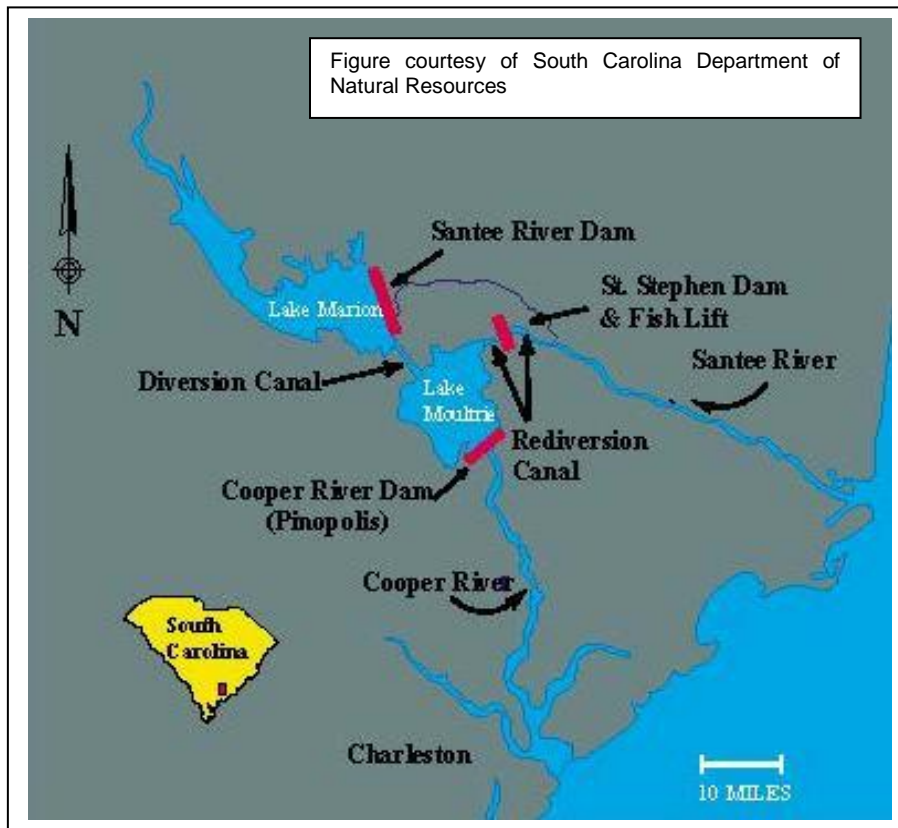 Figure courtesy of South Carolina Department of
Natural Resources
Santee River Dam
St. Stephen Dam
& Fish Lift
Lake Marion
N
Santee River
Diversion Canal
Lake
Moultrie
Rediversion
Canal
Cooper River Dam
(Pinopolis)
Cooper River
South
Carolina
Charleston
10 MILES